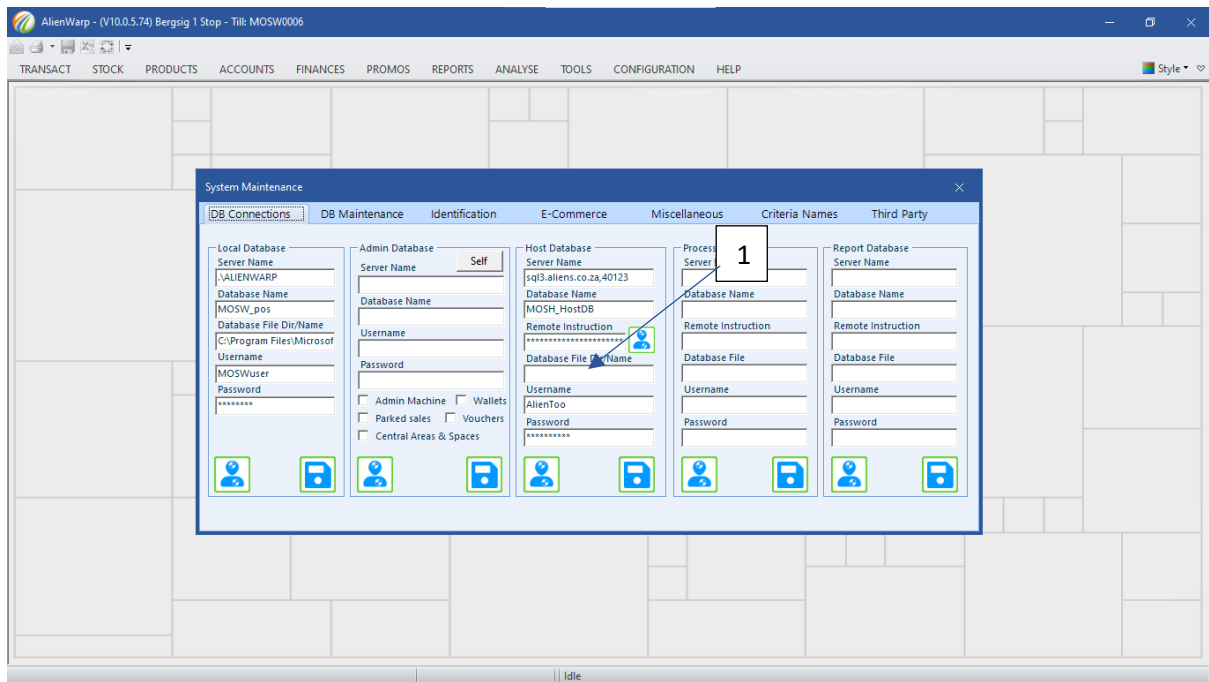 AlienWarp - (V10.0.5.74) Bergsig 1 Stop - Till: MOSW0006
TRANSACT STOCK PRODUCTS ACCOUNTS FINANCES PROMOS REPORTS ANALYSE TOOLS CONFIGURATION HELP Style
System Maintenance
DB Connections DB Maintenance Identification E-Commerce Miscellaneous Criteria Names Third Party
Local Database
Server Name
.\ALIENWARP
Database Name
MOSW_pos
Database File Dir/Name
C:\Program Files\Microsof
Username
MOSWuser
Password
********
Admin Database
Self
Server Name
Database Name
Username
Password
Admin Machine Wallets
Parked sales Vouchers
Central Areas & Spaces
Host Database
Server Name
sql3.aliens.co.za,40123
Database Name
MOSH_HostDB
Remote Instruction
**********************
Database File Dir/Name
Username
AlienToo
Password
**********
1
Server
Database Name
Remote Instruction
Database File
Username
Password
Report Database
Server Name
Database Name
Remote Instruction
Database File
Username
Password
Idle